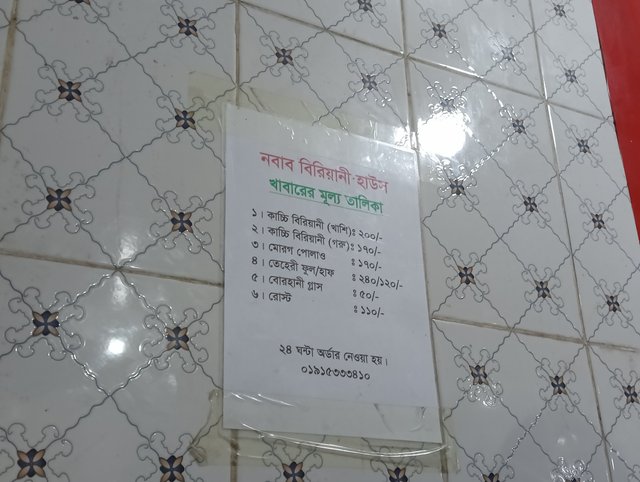 নবাব বিরিয়ানী হাউস
খাবারের মূল্য তালিকা
১। কাচ্চি বিরিয়ানী (খাশি)ঃ ২০০/-
২। কাচ্চি বিরিয়ানী (গরু)ঃ ১৭০/-
৩। মোরগ পোলাও ঃ ১৭০/-
৪। তেহেরী ফুল/হাফ ঃ ২৪০/১২০/-
৫। বোরহানী গ্লাস ঃ ৫০/-
৬। রোস্ট ঃ ১১০/-
২৪ ঘন্টা অর্ডার নেওয়া হয়।
০১৯১৫৩৩৩৪১০